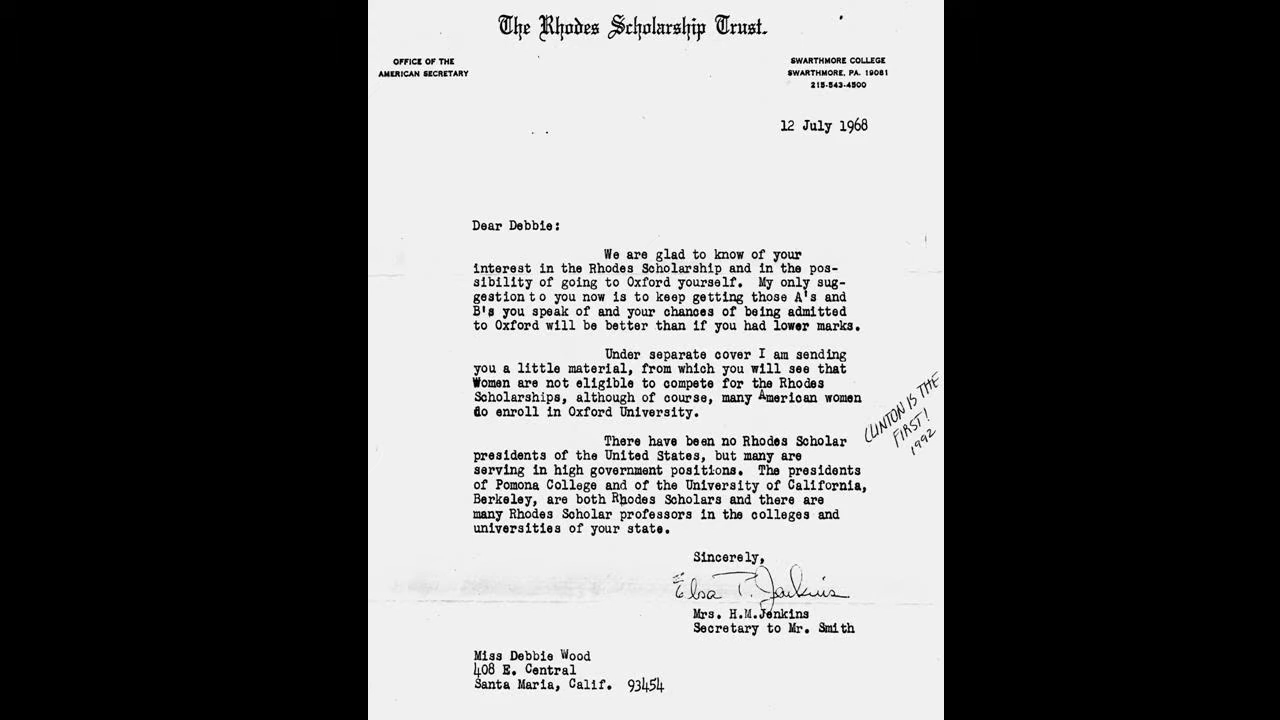 The Rhodes Scholarship Trust.
OFFICE OF THE
AMERICAN SECRETARY
SWARTHMORE COLLEGE
SWARTHMORE, PA. 19081
215-543-4500
12 July 1968
Dear Debbie:
We are glad to know of your
interest in the Rhodes Scholarship and in the pos-
sibility of going to Oxford yourself. My only sug-
gestion t o you now is to keep getting those A's and
B's you speak of and your chances of being admitted
to Oxford will be better than if you had lower marks.
Under separate cover I am sending
you a little material, from which you will see that
Women are not eligible to compete for the Rhodes
Scholarships, although of course, many American women
do enroll in Oxford University.
CLINTON IS THE
FIRST!
1992
There have been no Rhodes Scholar
presidents of the United States, but many are
serving in high government positions. The presidents
of Pomona College and of the University of California,
Berkeley, are both Rhodes Scholars and there are
many Rhodes Scholar professors in the colleges and
universities of your state.
Sincerely,
Elsa T. Jenkins
Mrs. H.M.Jenkins
Secretary to Mr. Smith
Miss Debbie Wood
408 E. Central
Santa Maria, Calif. 93454